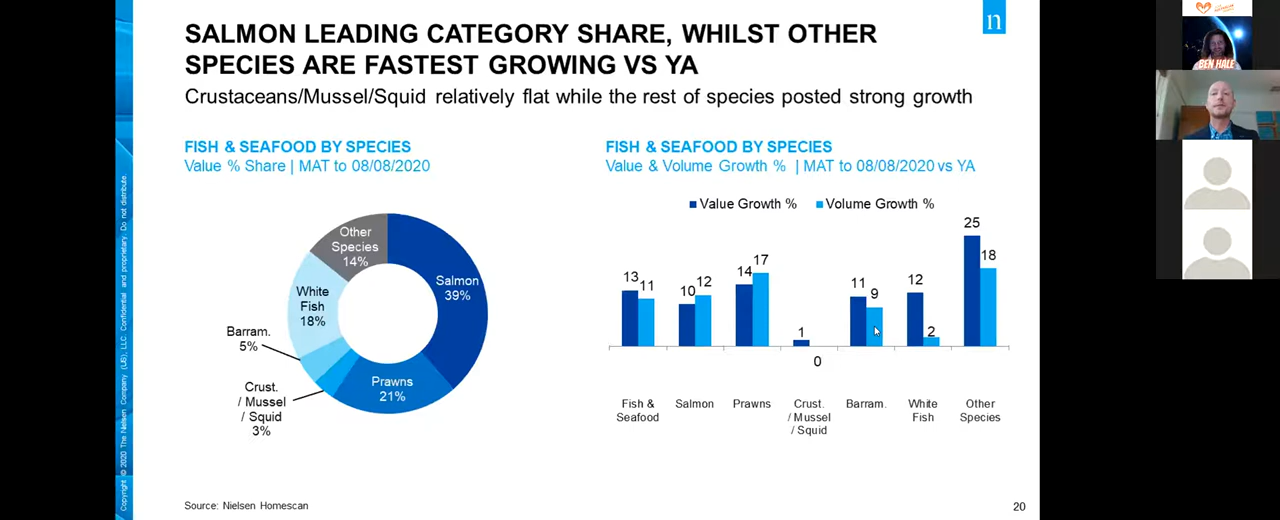 SALMON LEADING CATEGORY SHARE, WHILST OTHER
SPECIES ARE FASTEST GROWING VS YA
Crustaceans/Mussel/Squid relatively flat while the rest of species posted strong growth
n
FISH & SEAFOOD BY SPECIES
Value % Share | MAT to 08/08/2020
Other
Species
14%
Salmon
39%
White
Fish
18%
Barram.
5%
Crust.
/ Mussel
/ Squid
3%
Prawns
21%
FISH & SEAFOOD BY SPECIES
Value & Volume Growth % | MAT to 08/08/2020 vs YA
Value Growth %
Volume Growth %
13
11
10
12
14
17
1
0
11
9
12
2
25
18
Fish &
Seafood
Salmon
Prawns
Crust.
/ Mussel
/ Squid
Barram.
White
Fish
Other
Species
Source: Nielsen Homescan
20
Copyright © 2020 The Nielsen Company (US), LLC. Confidential and proprietary. Do not distribute.
BEN HALE